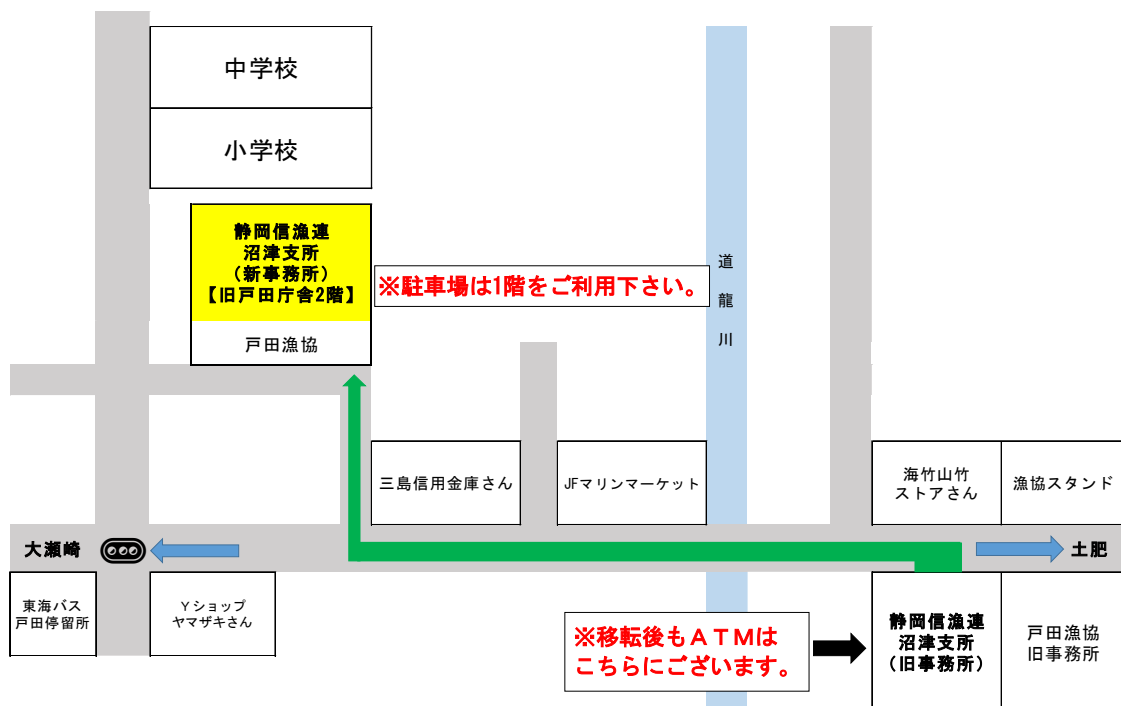 中学校
小学校
静岡信漁連
沼津支所
（新事務所）
【旧戸田庁舎2階】
※駐車場は1階をご利用下さい。
戸田漁協
道
龍
川
三島信用金庫さん
JFマリンマーケット
海竹山竹
ストアさん
漁協スタンド
大瀬崎
土肥
東海バス
戸田停留所
Yショップ
ヤマザキさん
※移転後もＡＴＭは
こちらにございます。
静岡信漁連
沼津支所
（旧事務所）
戸田漁協
旧事務所